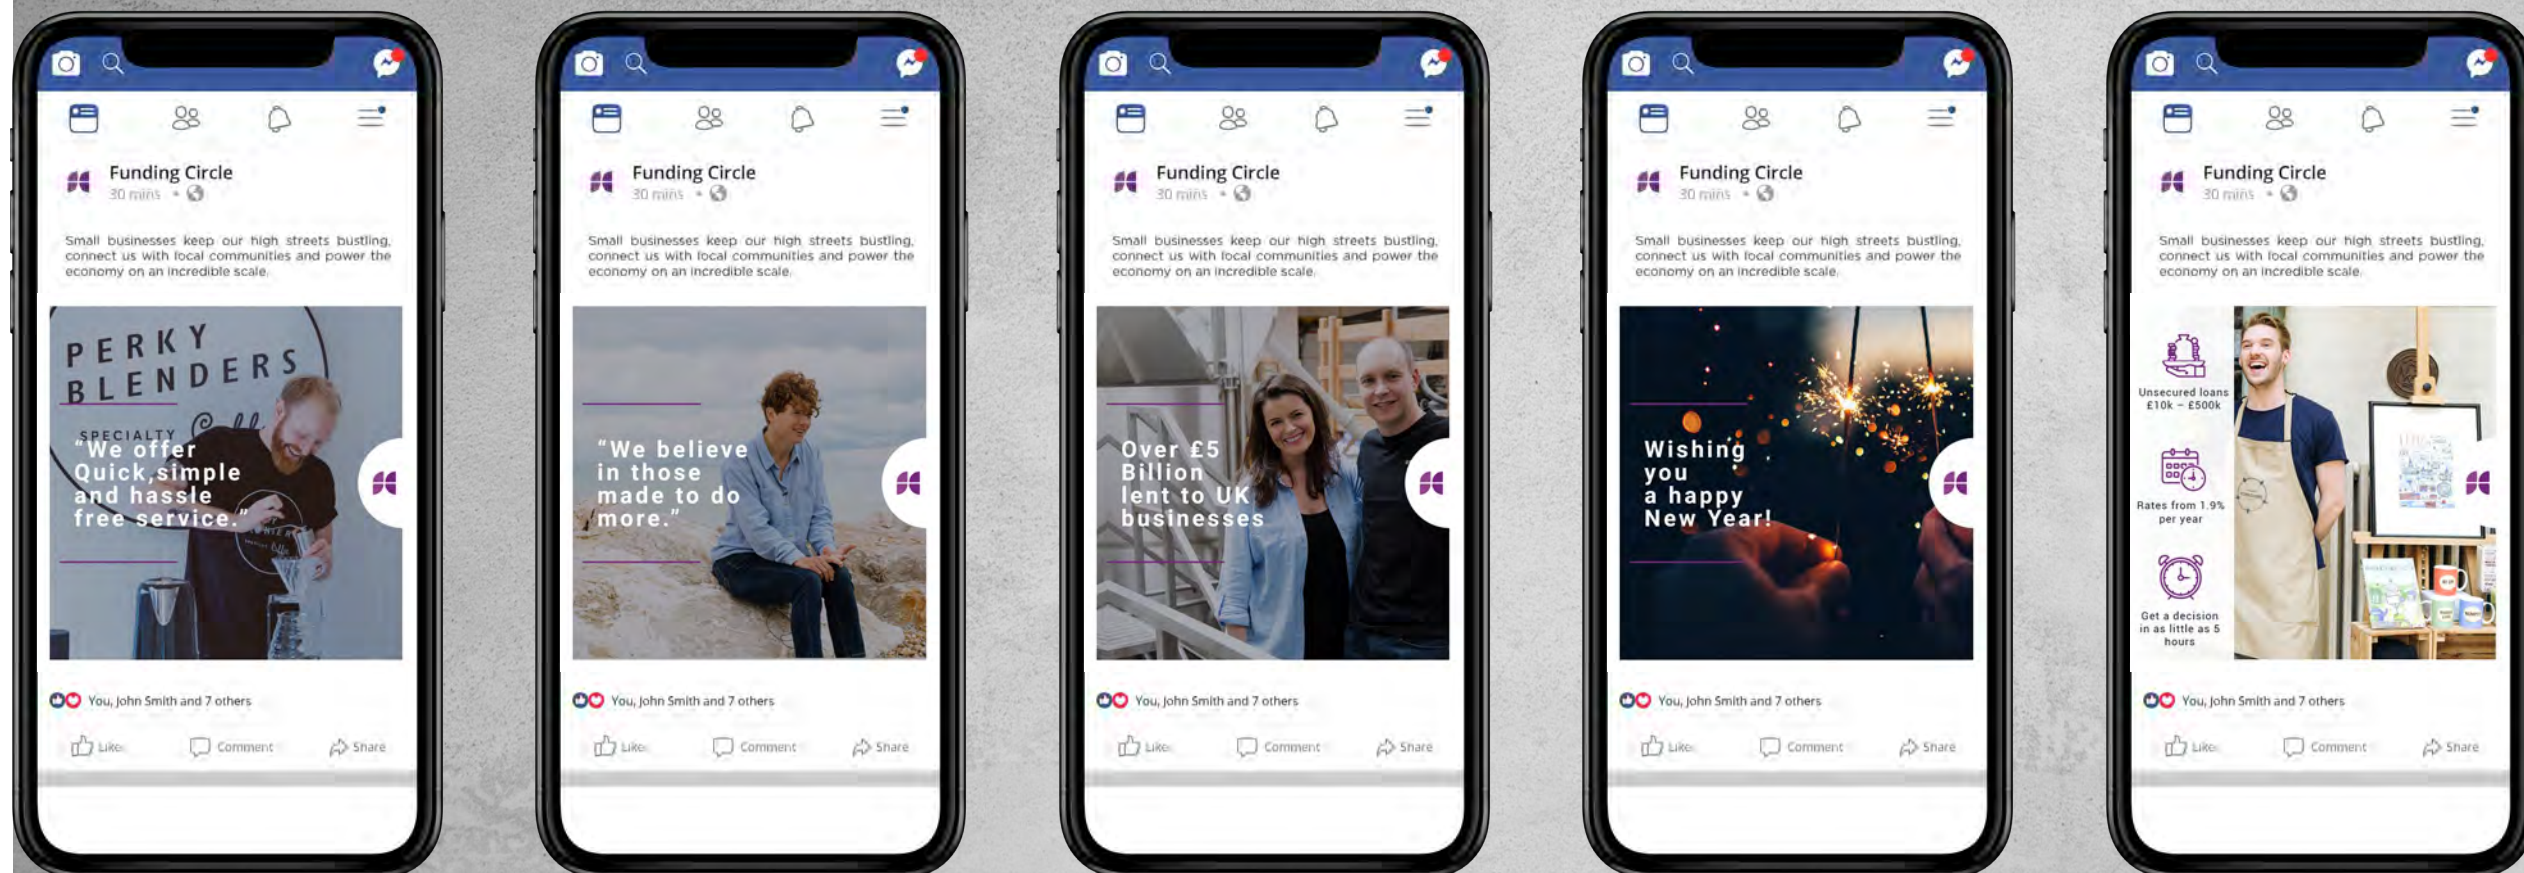 Funding Circle
30 mins •
Small businesses keep our high streets bustling,
connect us with local communities and power the
economy on an incredible scale.
PERKY
BLENDERS
SPECIALTY Coffee
“We offer
Quick,simple
and hassle
free service.”
You, John Smith and 7 others
Like Comment Share
Funding Circle
30 mins •
Small businesses keep our high streets bustling,
connect us with local communities and power the
economy on an incredible scale.
“We believe
in those
made to do
more.”
You, John Smith and 7 others
Like Comment Share
Funding Circle
30 mins •
Small businesses keep our high streets bustling,
connect us with local communities and power the
economy on an incredible scale.
Over £5
Billion
lent to UK
businesses
You, John Smith and 7 others
Like Comment Share
Funding Circle
30 mins •
Small businesses keep our high streets bustling,
connect us with local communities and power the
economy on an incredible scale.
Wishing
you
a happy
New Year!
You, John Smith and 7 others
Like Comment Share
Funding Circle
30 mins •
Small businesses keep our high streets bustling,
connect us with local communities and power the
economy on an incredible scale.
Unsecured loans
£10k – £500k
Rates from 1.9%
per year
Get a decision
in as little as 5
hours
You, John Smith and 7 others
Like Comment Share